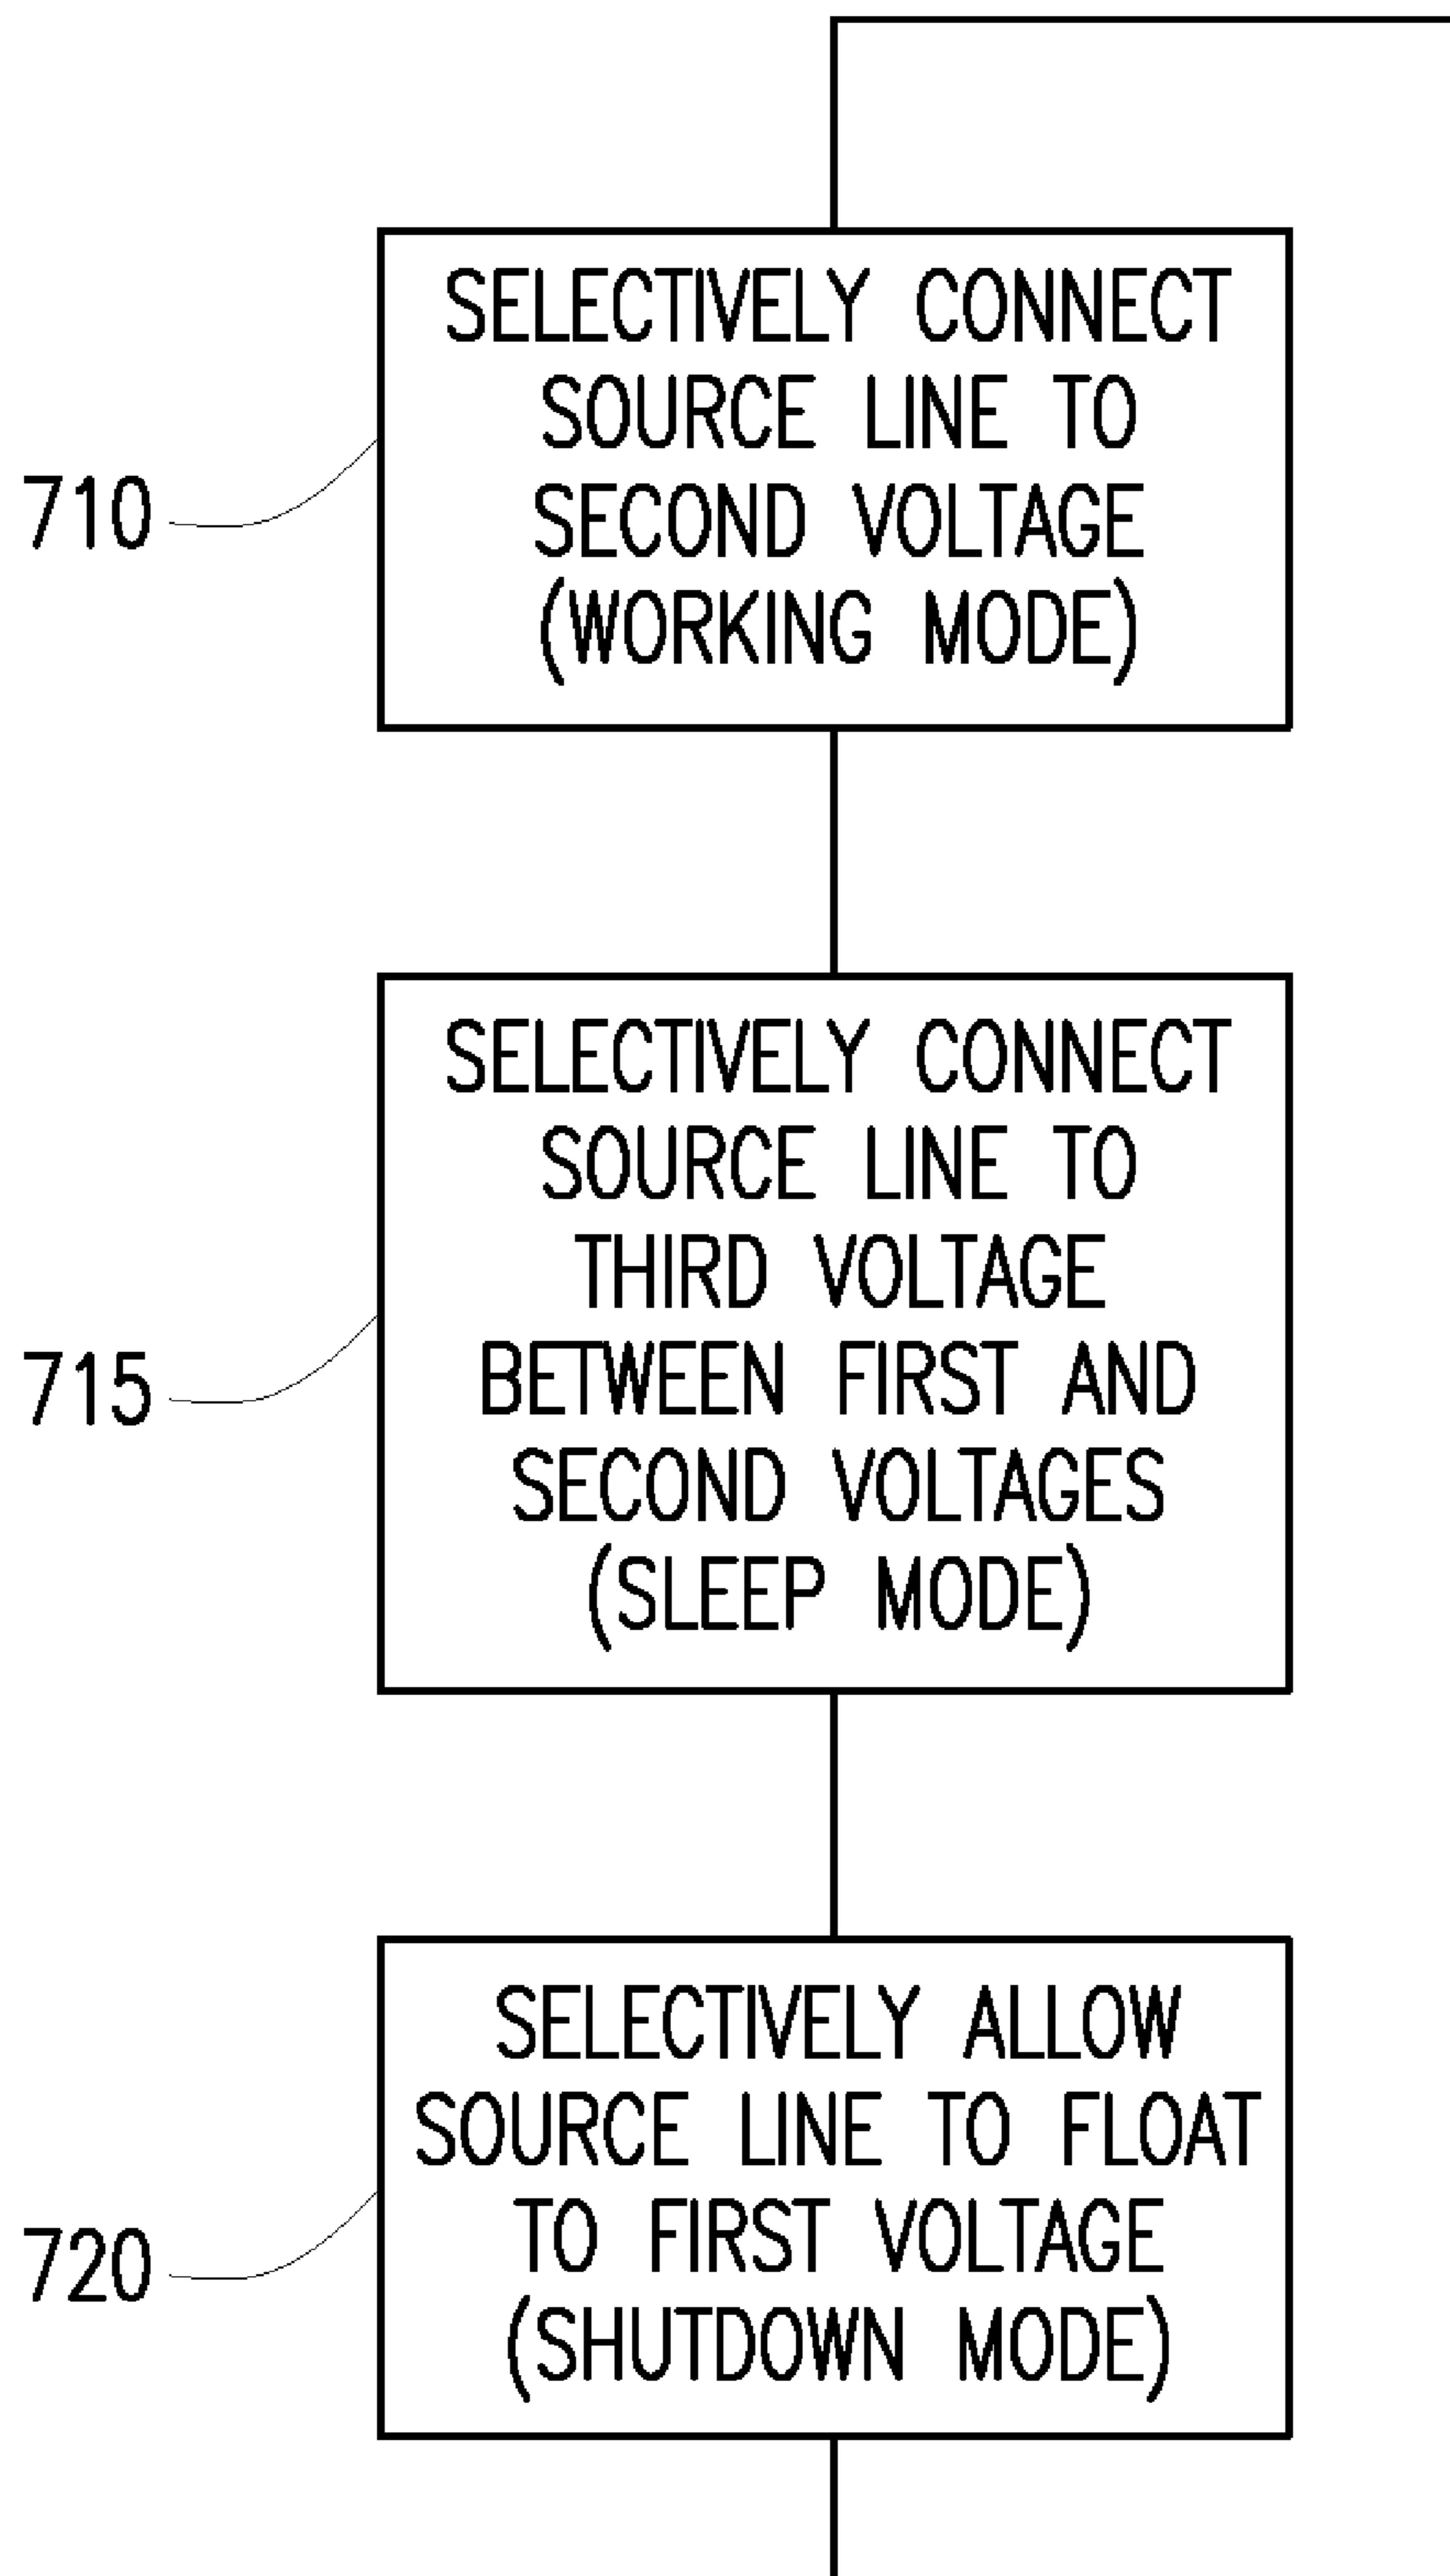 710
SELECTIVELY CONNECT
SOURCE LINE TO
SECOND VOLTAGE
(WORKING MODE)
715
SELECTIVELY CONNECT
SOURCE LINE TO
THIRD VOLTAGE
BETWEEN FIRST AND
SECOND VOLTAGES
(SLEEP MODE)
720
SELECTIVELY ALLOW
SOURCE LINE TO FLOAT
TO FIRST VOLTAGE
(SHUTDOWN MODE)